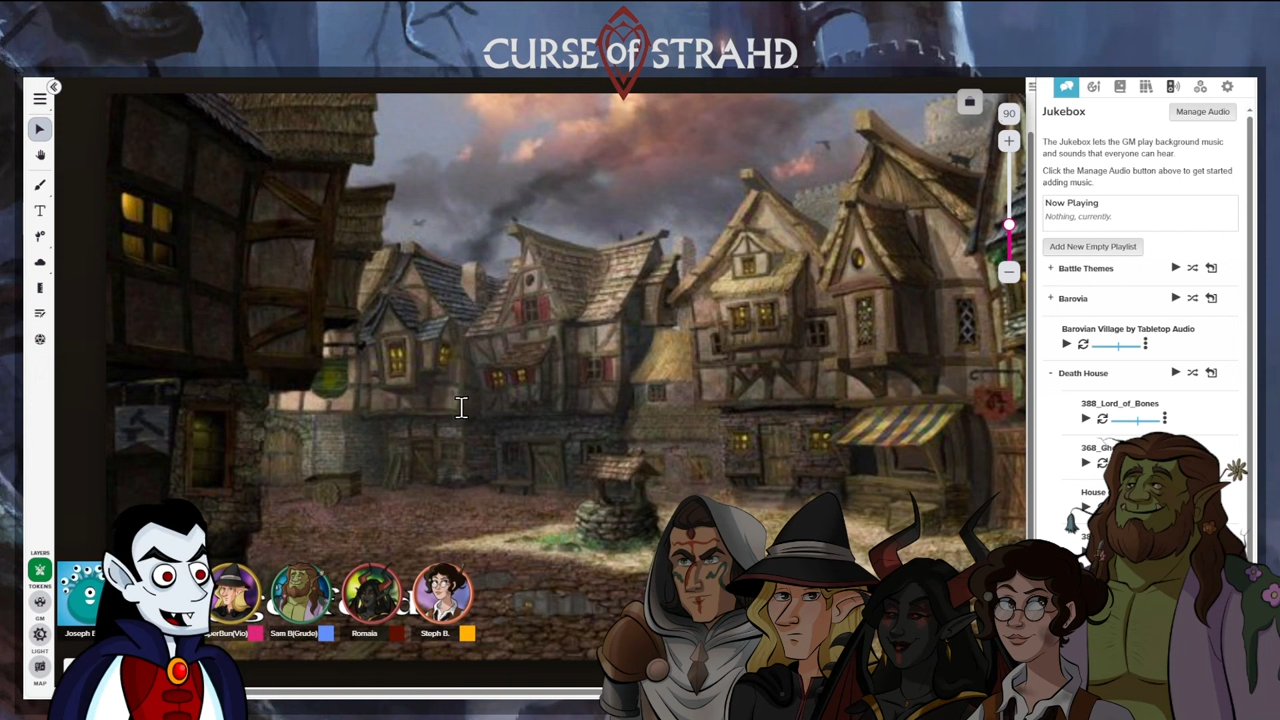 CURSE of STRAHD
90
Jukebox
Manage Audio
The Jukebox lets the GM play background music
and sounds that everyone can hear.
Click the Manage Audio button above to get started
adding music.
Now Playing
Nothing, currently.
Add New Empty Playlist
+ Battle Themes
+ Barovia
Barovian Village by Tabletop Audio
- Death House
388_Lord_of_Bones
House
LAYERS
TOKENS
GM
LIGHT
MAP
Joseph
Sam B(Grude)
Romaia
Steph B.